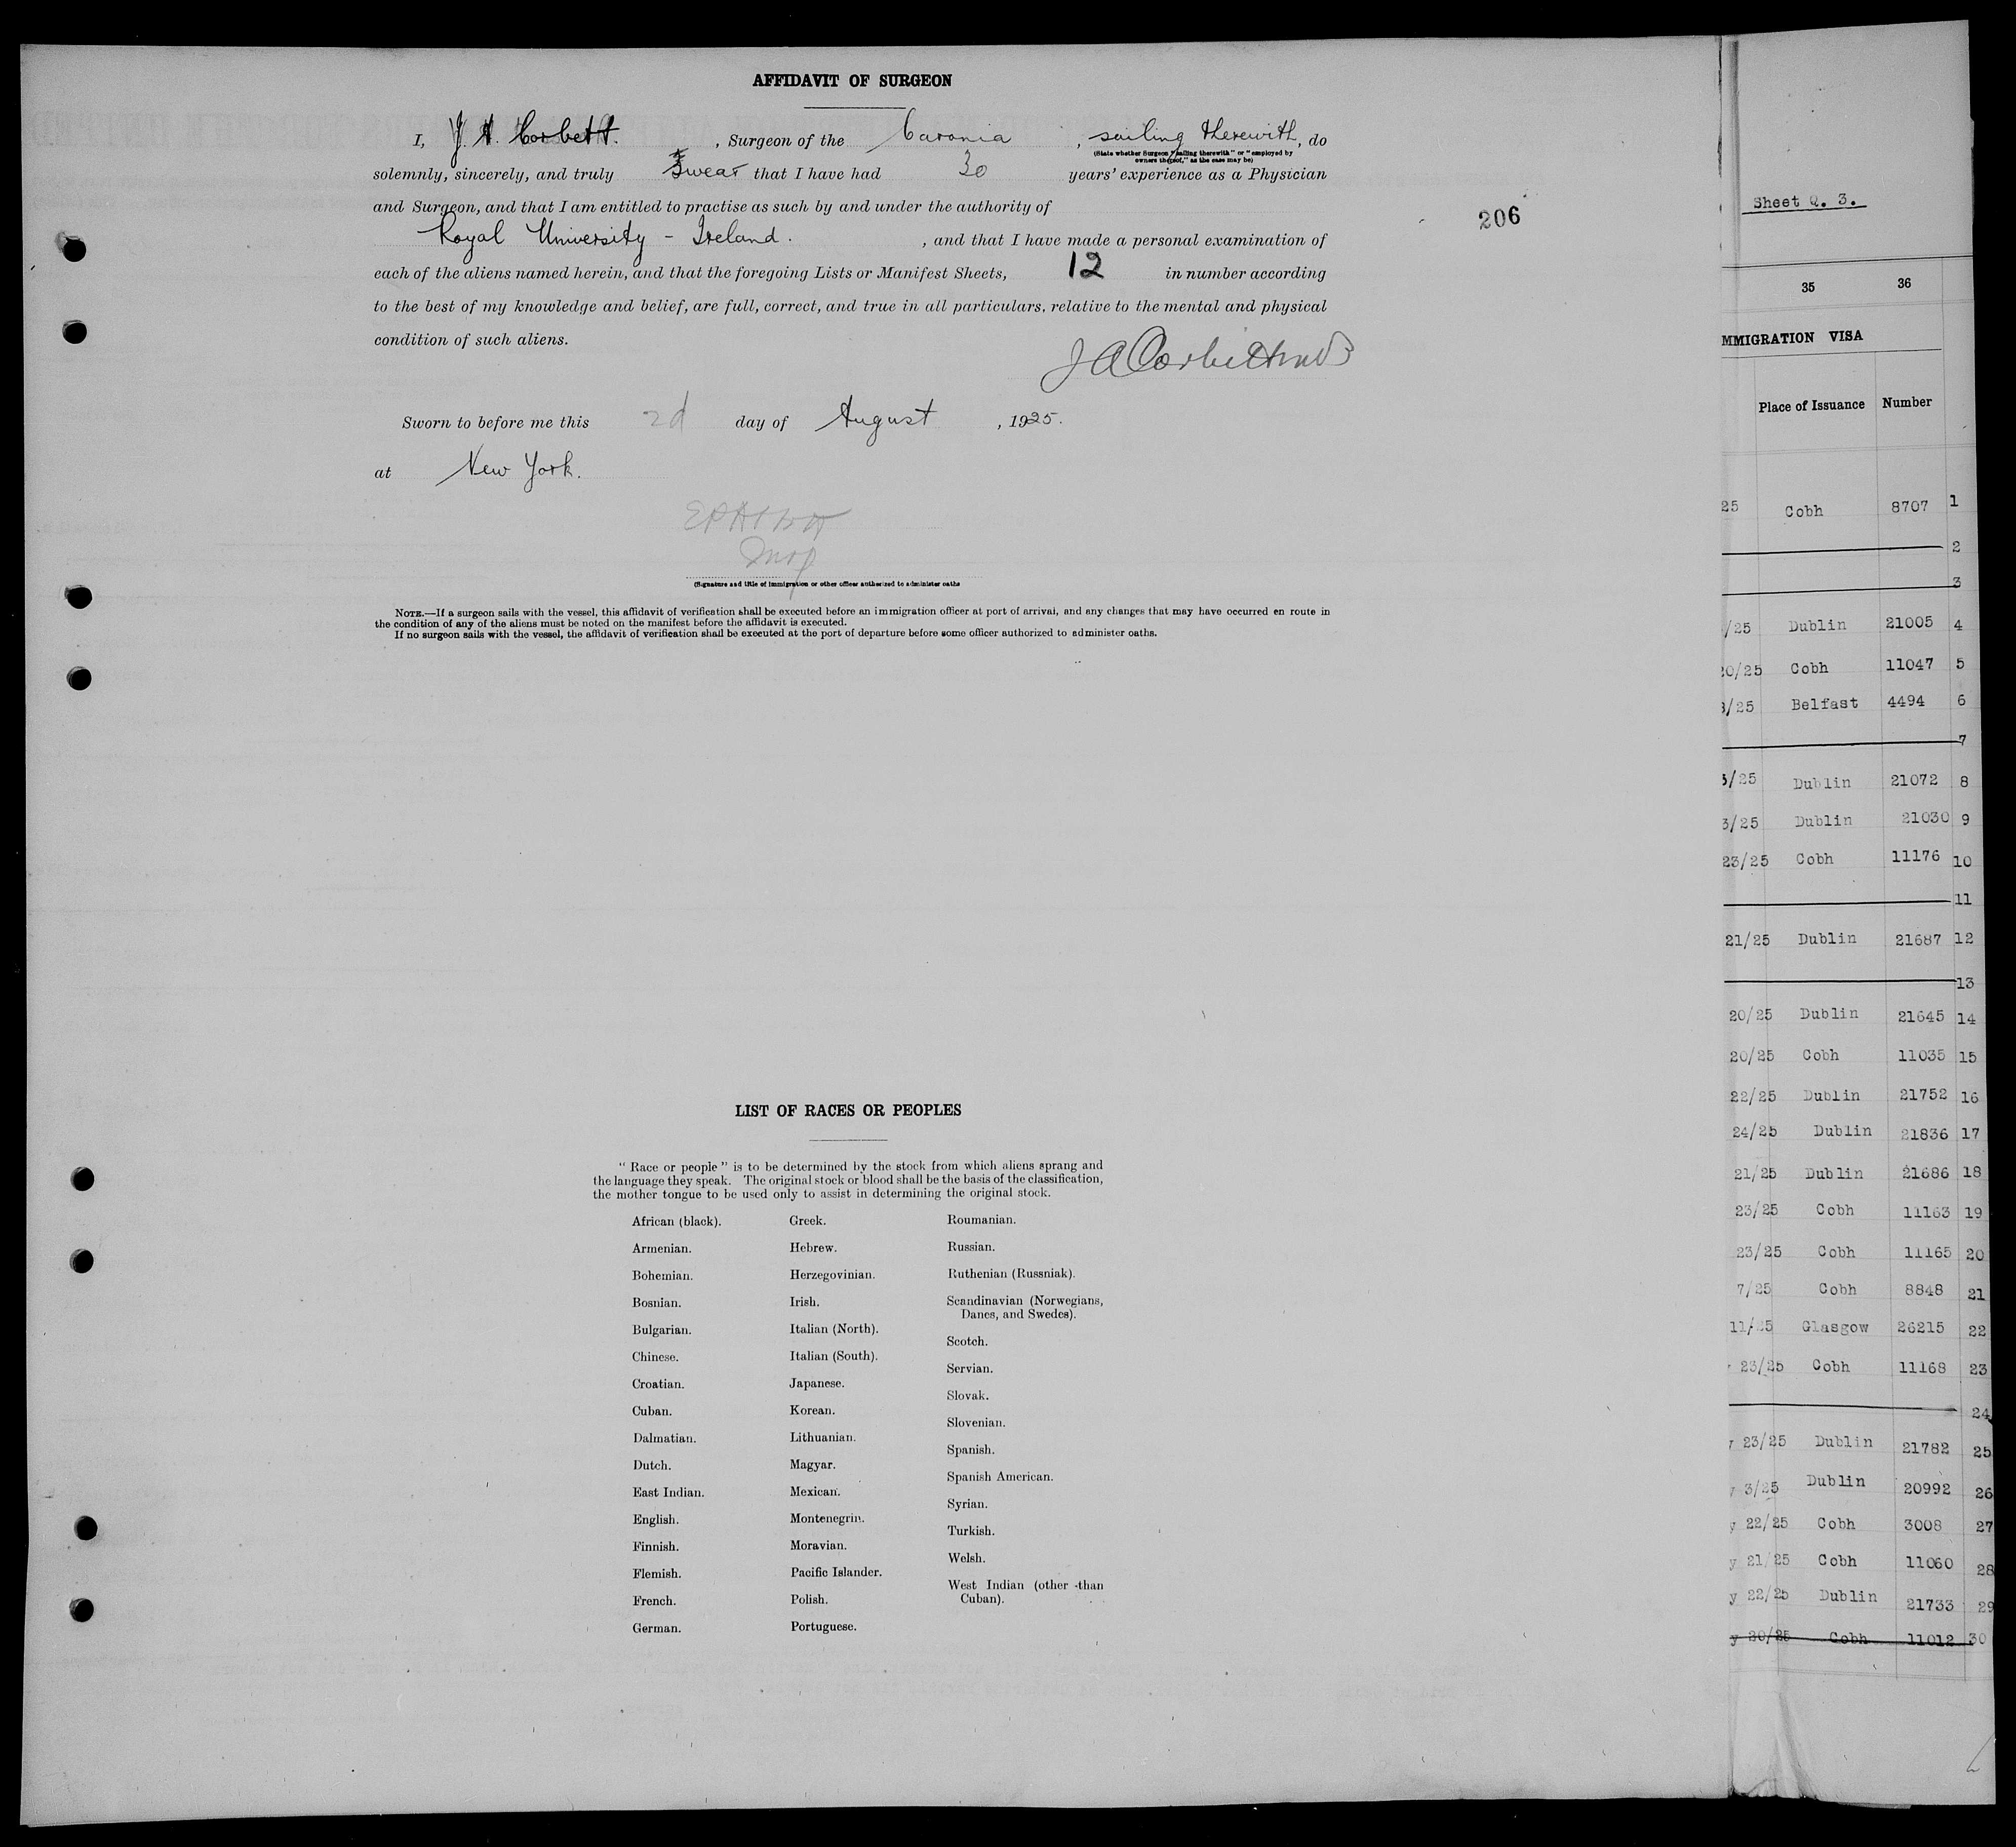 AFFIDAVIT OF SURGEON
I, J. A. Corbett. , Surgeon of the Caronia , sailing therewith, do
(State whether Surgeon "sailing therewith" or "employed by
owners thereof," as the case may be)
solemnly, sincerely, and truly swear that I have had 30 years' experience as a Physician
and Surgeon, and that I am entitled to practise as such by and under the authority of
206
Royal University - Ireland. , and that I have made a personal examination of
each of the aliens named herein, and that the foregoing Lists or Manifest Sheets, 12 in number according
to the best of my knowledge and belief, are full, correct, and true in all particulars, relative to the mental and physical
condition of such aliens.
J A Corbett
Sworn to before me this 2d day of August , 1925.
at New York.
(Signature and title of immigration or other officer authorized to administer oaths
NOTE.—If a surgeon sails with the vessel, this affidavit of verification shall be executed before an immigration officer at port of arrival, and any changes that may have occurred en route in
the condition of any of the aliens must be noted on the manifest before the affidavit is executed.
If no surgeon sails with the vessel, the affidavit of verification shall be executed at the port of departure before some officer authorized to administer oaths.
LIST OF RACES OR PEOPLES
" Race or people " is to be determined by the stock from which aliens sprang and
the language they speak. The original stock or blood shall be the basis of the classification,
the mother tongue to be used only to assist in determining the original stock.
African (black).
Armenian.
Bohemian.
Bosnian.
Bulgarian.
Chinese.
Croatian.
Cuban.
Dalmatian.
Dutch.
East Indian.
English.
Finnish.
Flemish.
French.
German.
Greek.
Hebrew.
Herzegovinian.
Irish.
Italian (North).
Italian (South).
Japanese.
Korean.
Lithuanian.
Magyar.
Mexican.
Montenegrin.
Moravian.
Pacific Islander.
Polish.
Portuguese.
Roumanian.
Russian.
Ruthenian (Russniak).
Scandinavian (Norwegians,
Danes, and Swedes).
Scotch.
Servian.
Slovak.
Slovenian.
Spanish.
Spanish American.
Syrian.
Turkish.
Welsh.
West Indian (other than
Cuban).
Sheet Q. 3.
35 36
MMIGRATION VISA
Place of Issuance Number
25 Cobh 8707 1
2
3
/25 Dublin 21005 4
20/25 Cobh 11047 5
3/25 Belfast 4494 6
7
3/25 Dublin 21072 8
3/25 Dublin 21030 9
23/25 Cobh 11176 10
11
21/25 Dublin 21687 12
13
20/25 Dublin 21645 14
20/25 Cobh 11035 15
22/25 Dublin 21752 16
24/25 Dublin 21836 17
21/25 Dublin 21686 18
23/25 Cobh 11163 19
23/25 Cobh 11165 20
7/25 Cobh 8848 21
11/25 Glasgow 26215 22
23/25 Cobh 11168 23
24
y 23/25 Dublin 21782 25
y 3/25 Dublin 20992 26
y 22/25 Cobh 3008 27
y 21/25 Cobh 11060 28
y 22/25 Dublin 21733 29
y 20/25 Cobh 11012 30